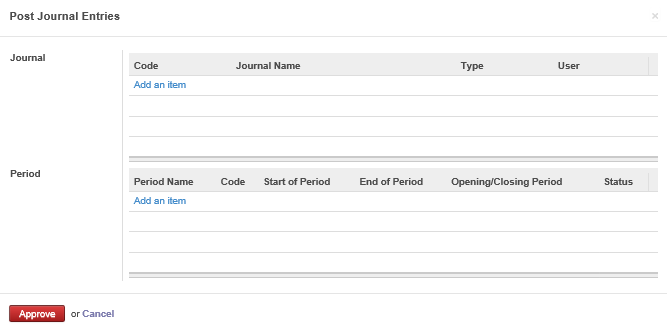 Post Journal Entries ×
Journal
Code Journal Name Type User
Add an item
Period
Period Name Code Start of Period End of Period Opening/Closing Period Status
Add an item
Approve or Cancel